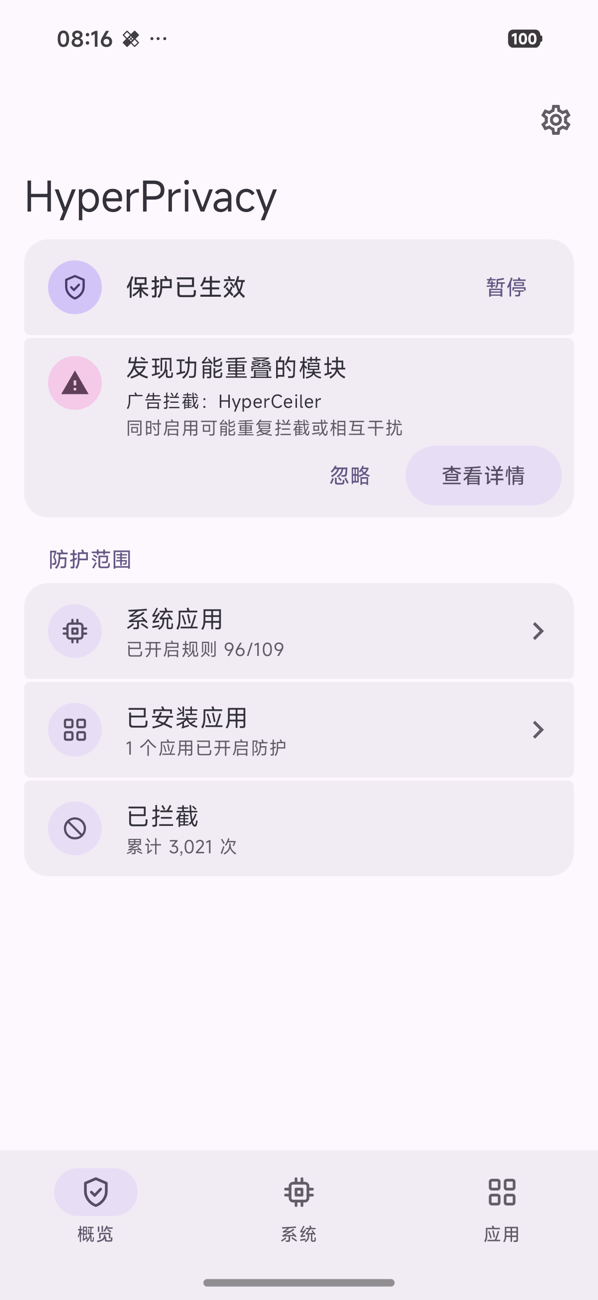 08:16 ...
100
HyperPrivacy
保护已生效
暂停
发现功能重叠的模块
广告拦截：HyperCeiler
同时启用可能重复拦截或相互干扰
忽略
查看详情
防护范围
系统应用
已开启规则 96/109
已安装应用
1 个应用已开启防护
已拦截
累计 3,021 次
概览
系统
应用